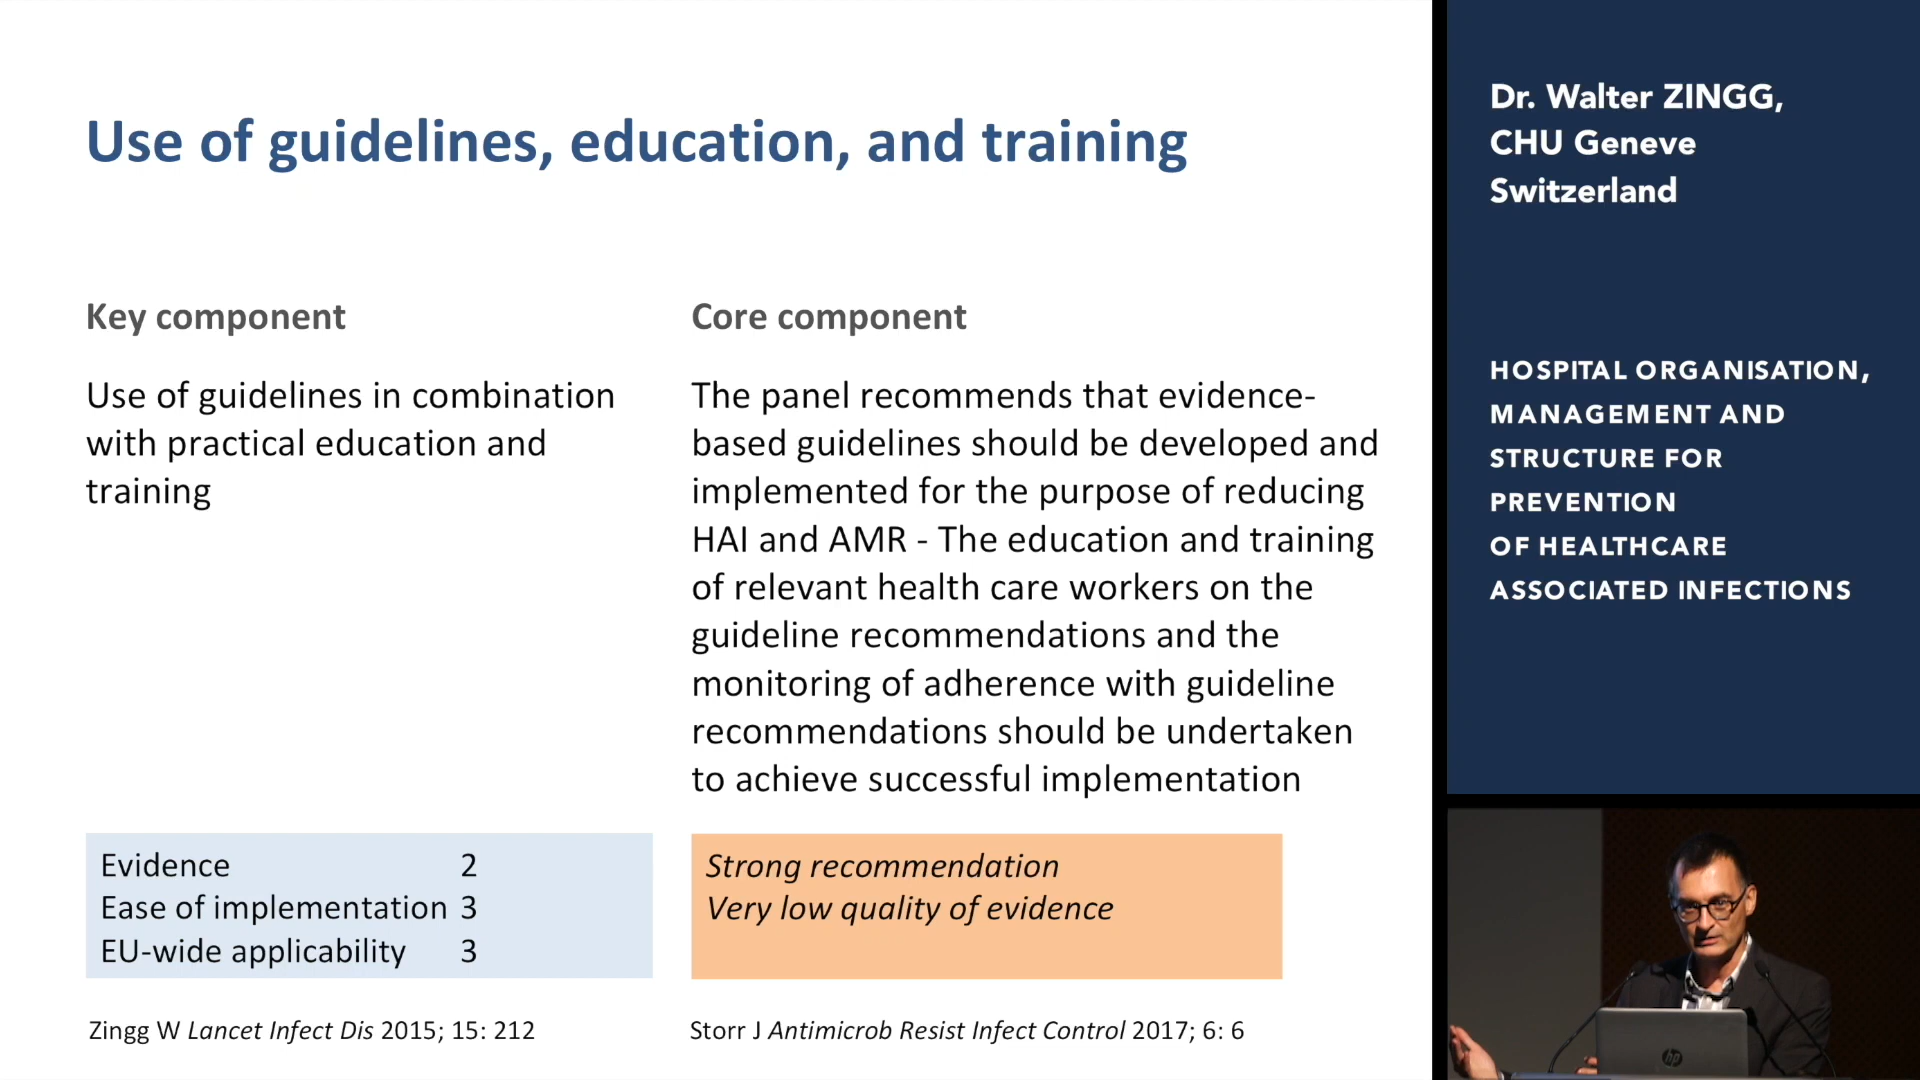 Use of guidelines, education, and training
Key component
Use of guidelines in combination
with practical education and
training
Evidence 2
Ease of implementation 3
EU-wide applicability 3
Zingg W Lancet Infect Dis 2015; 15: 212
Core component
The panel recommends that evidence-
based guidelines should be developed and
implemented for the purpose of reducing
HAI and AMR - The education and training
of relevant health care workers on the
guideline recommendations and the
monitoring of adherence with guideline
recommendations should be undertaken
to achieve successful implementation
Strong recommendation
Very low quality of evidence
Storr J Antimicrob Resist Infect Control 2017; 6: 6
Dr. Walter ZINGG,
CHU Geneve
Switzerland
HOSPITAL ORGANISATION,
MANAGEMENT AND
STRUCTURE FOR
PREVENTION
OF HEALTHCARE
ASSOCIATED INFECTIONS
hp